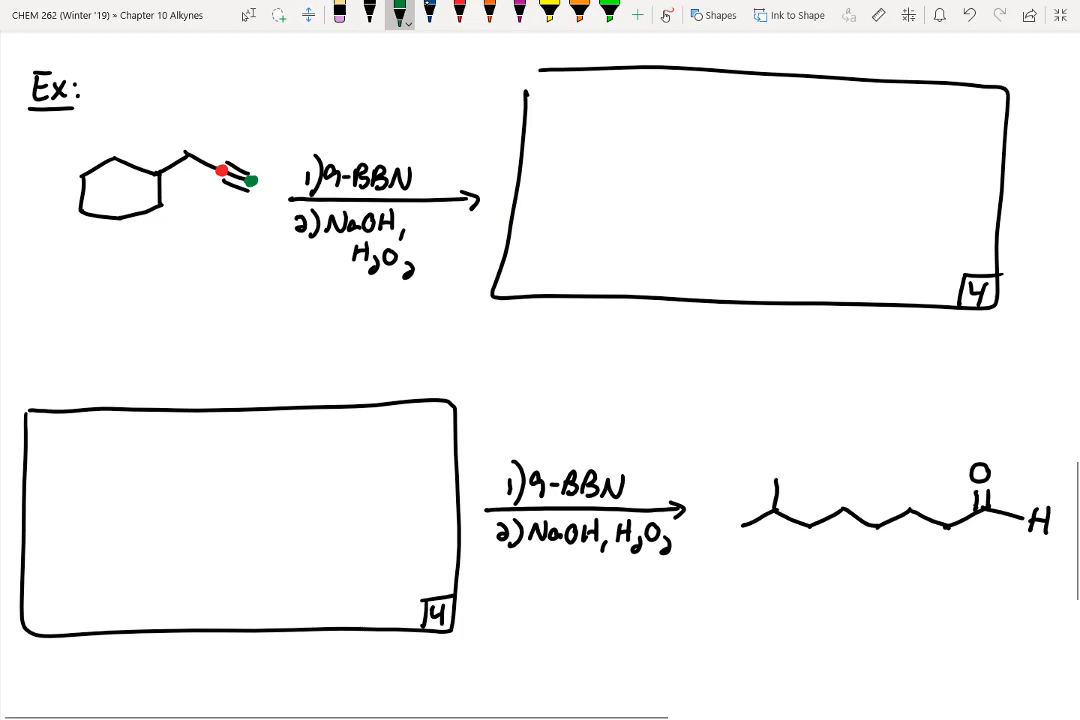 CHEM 262 (Winter '19) » Chapter 10 Alkynes
Shapes
Ink to Shape
Ex:
1) 9-BBN
2) NaOH,
H₂O₂
4
1) 9-BBN
2) NaOH, H₂O₂
O
H
4